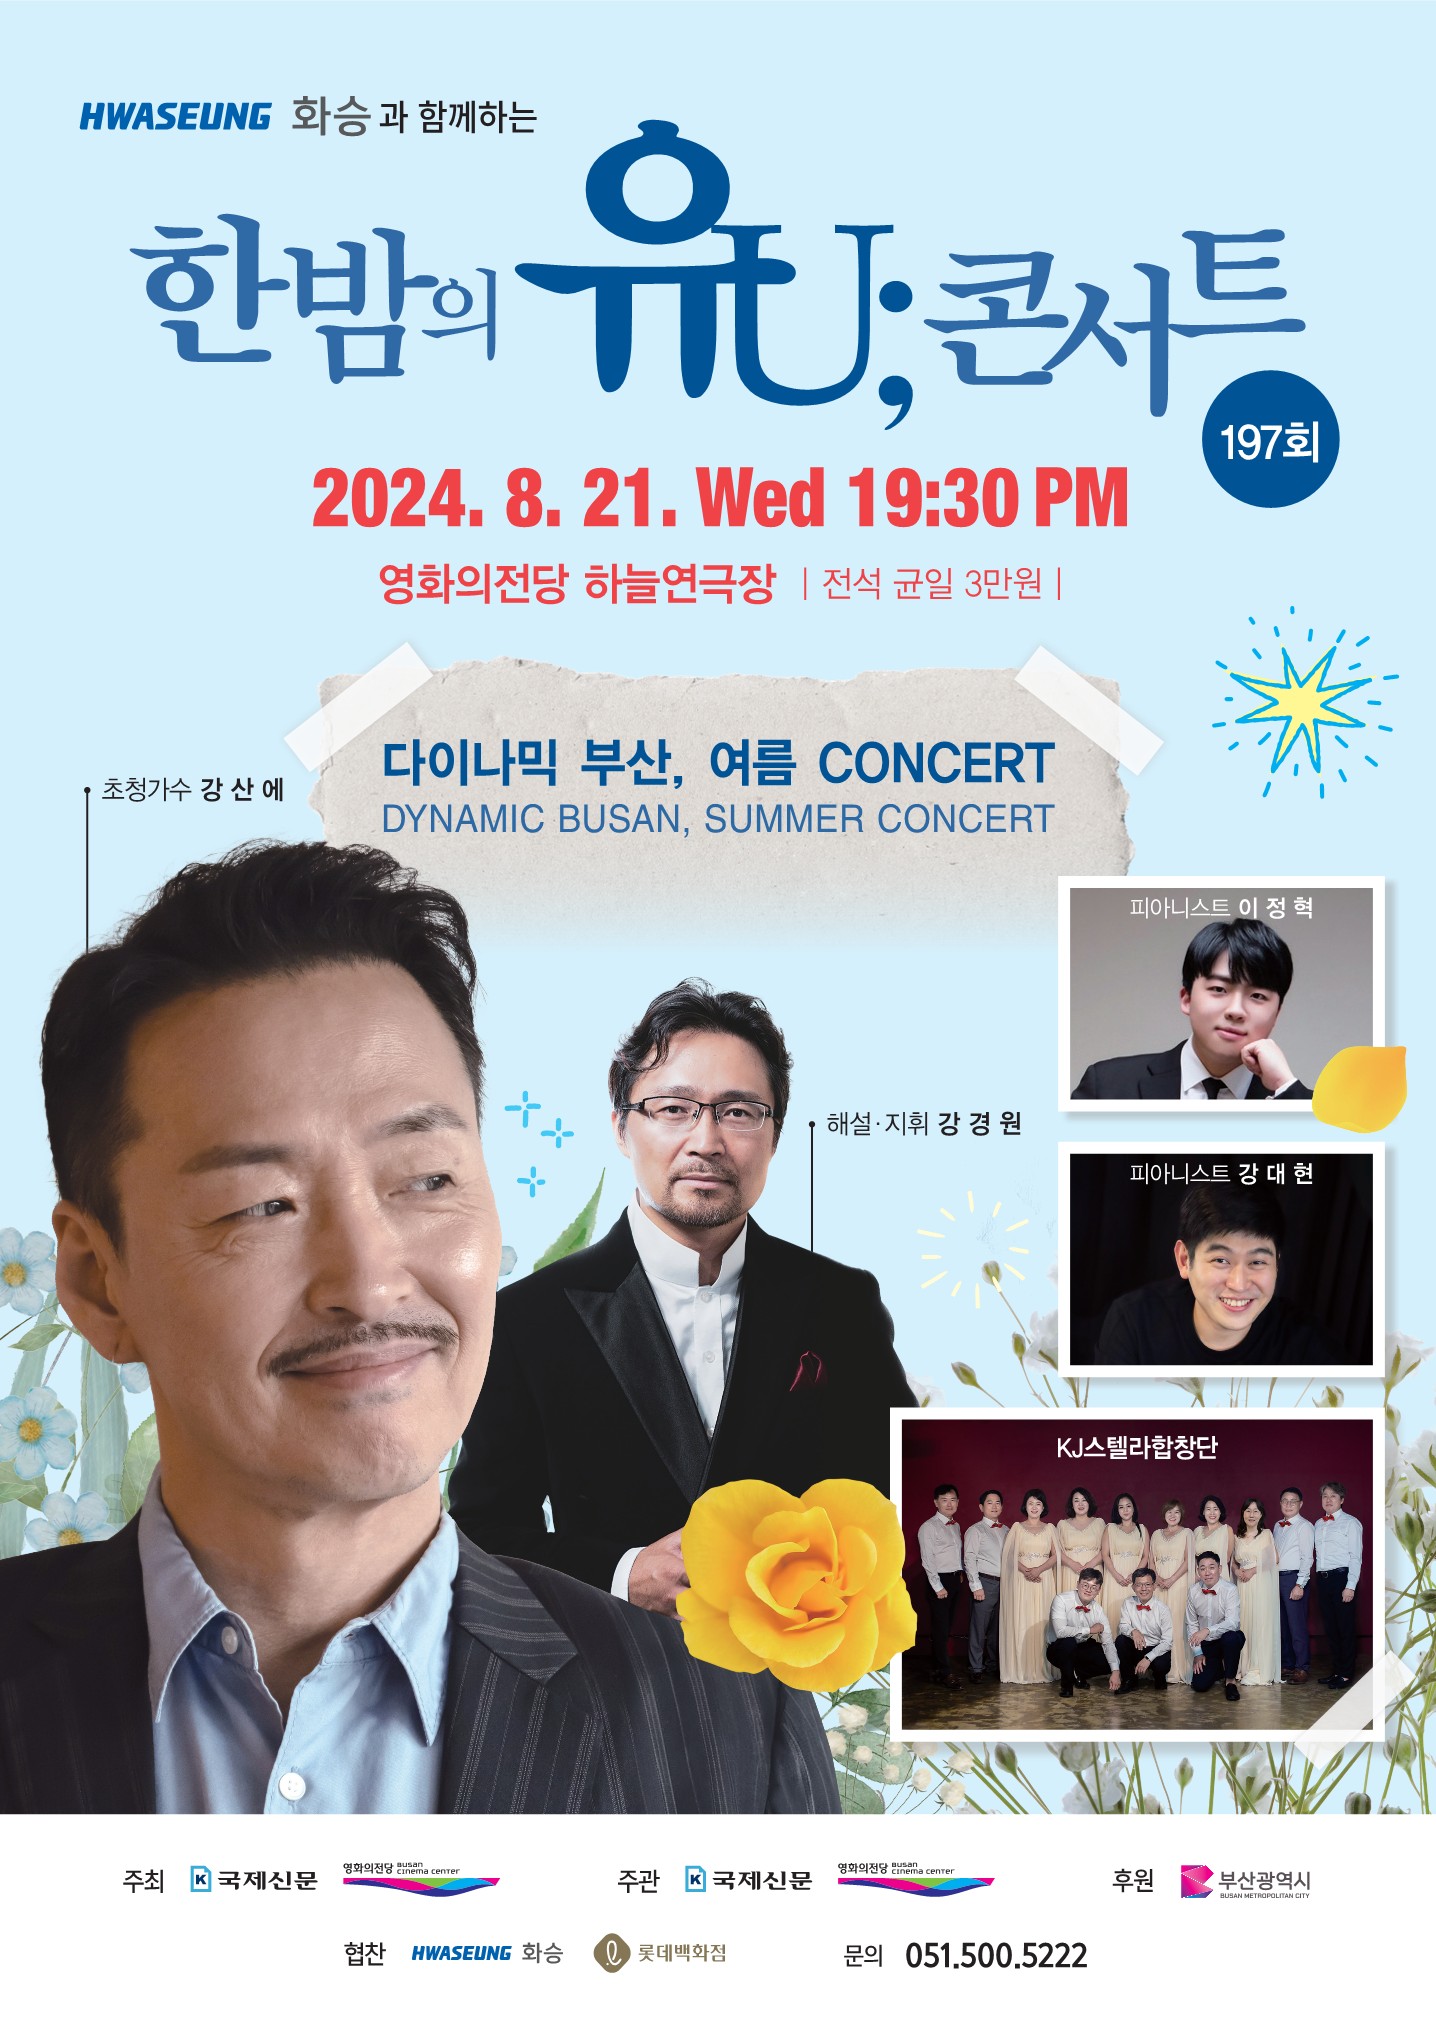 HWASEUNG 화승과 함께하는
한밤의 유U; 콘서트
197회
2024. 8. 21. Wed 19:30 PM
영화의전당 하늘연극장 | 전석 균일 3만원 |
다이나믹 부산, 여름 CONCERT
DYNAMIC BUSAN, SUMMER CONCERT
초청가수 강산에
피아니스트 이정혁
해설·지휘 강경원
피아니스트 강대현
KJ스텔라합창단
주최 K 국제신문 영화의전당 Busan cinema center 주관 K 국제신문 영화의전당 Busan cinema center 후원 부산광역시 BUSAN METROPOLITAN CITY
협찬 HWASEUNG 화승 롯데백화점 문의 051.500.5222